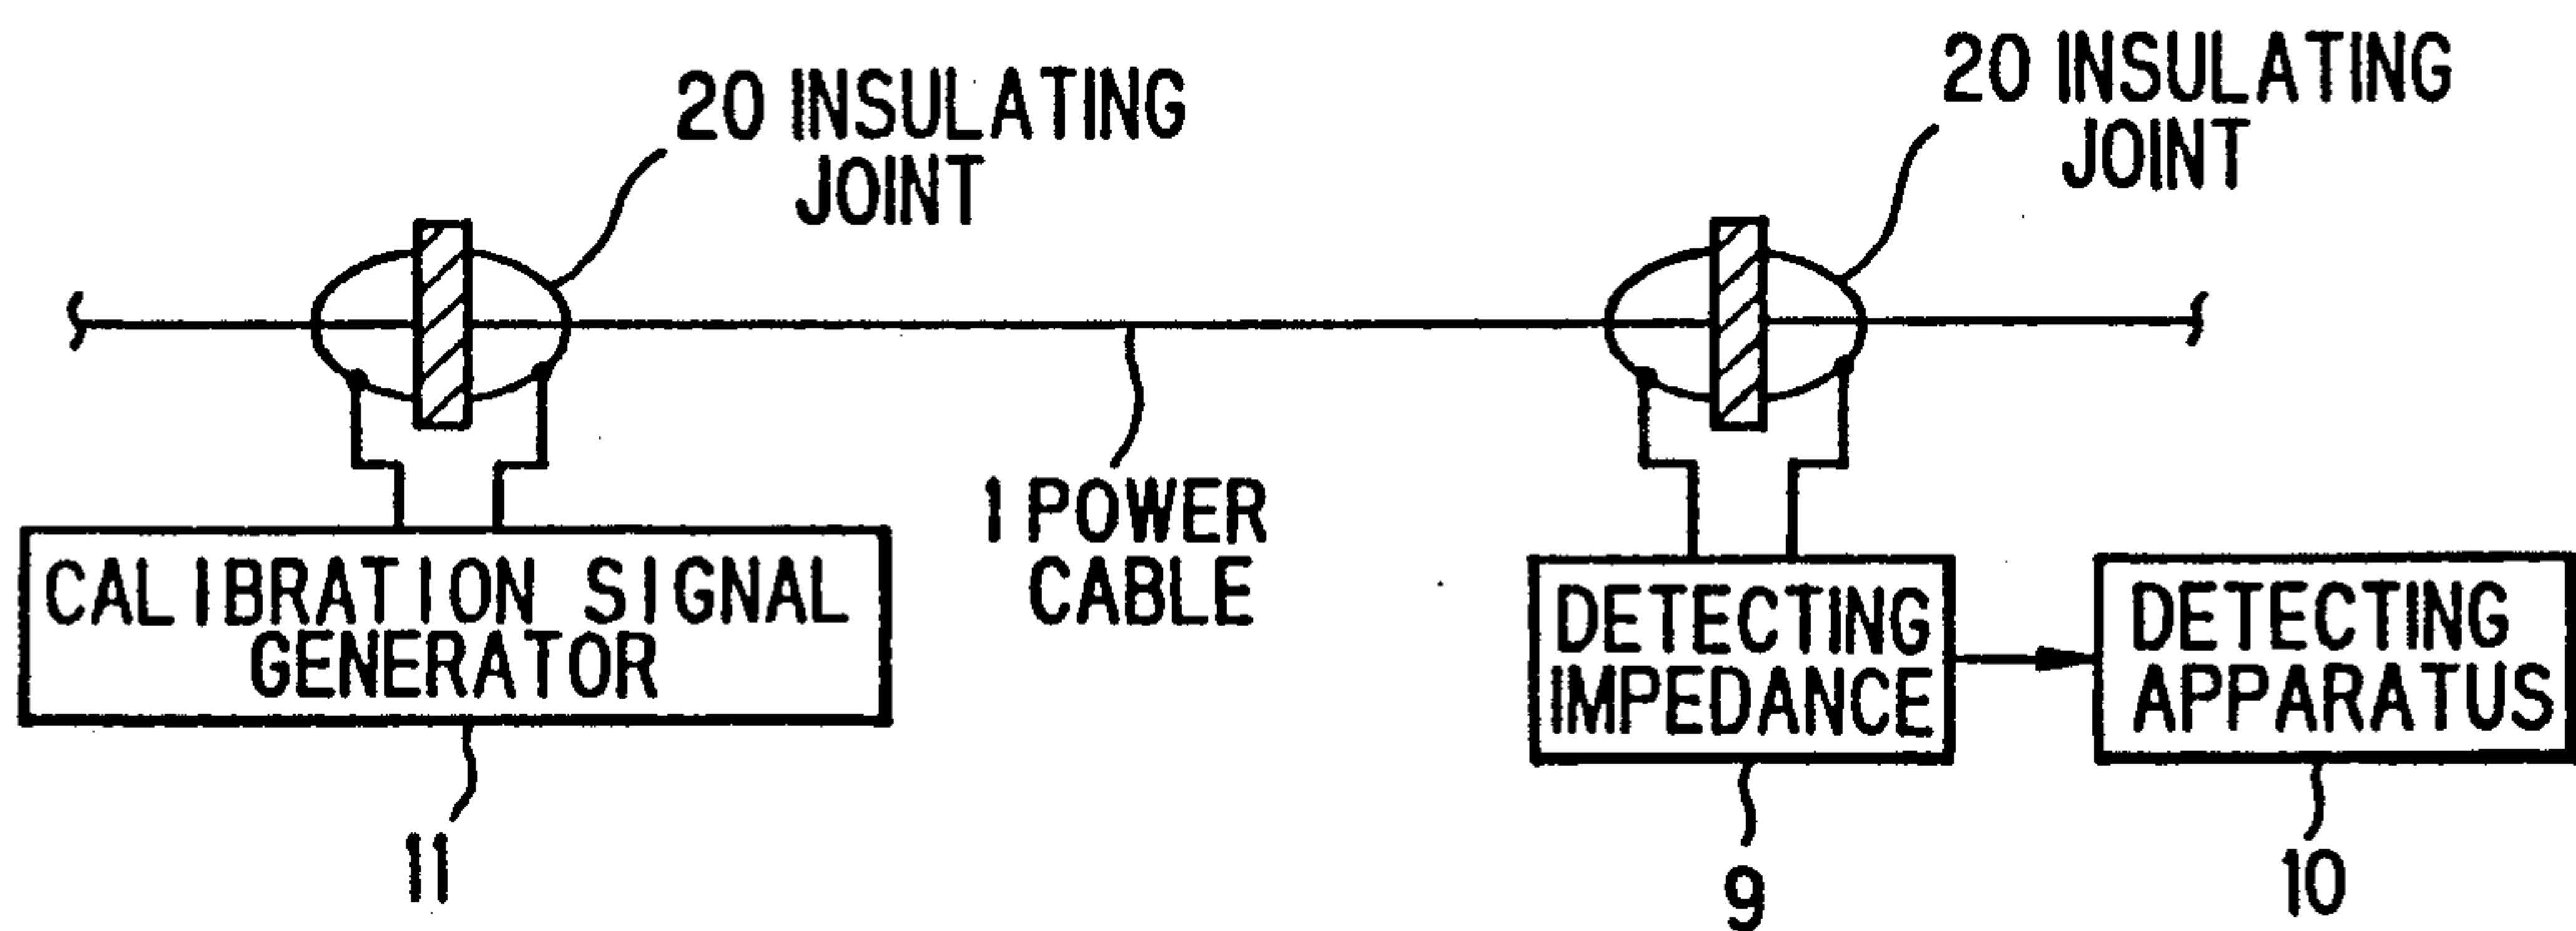 20 INSULATING
JOINT
20 INSULATING
JOINT
1 POWER
CABLE
CALIBRATION SIGNAL
GENERATOR
DETECTING
IMPEDANCE
DETECTING
APPARATUS
11
9
10